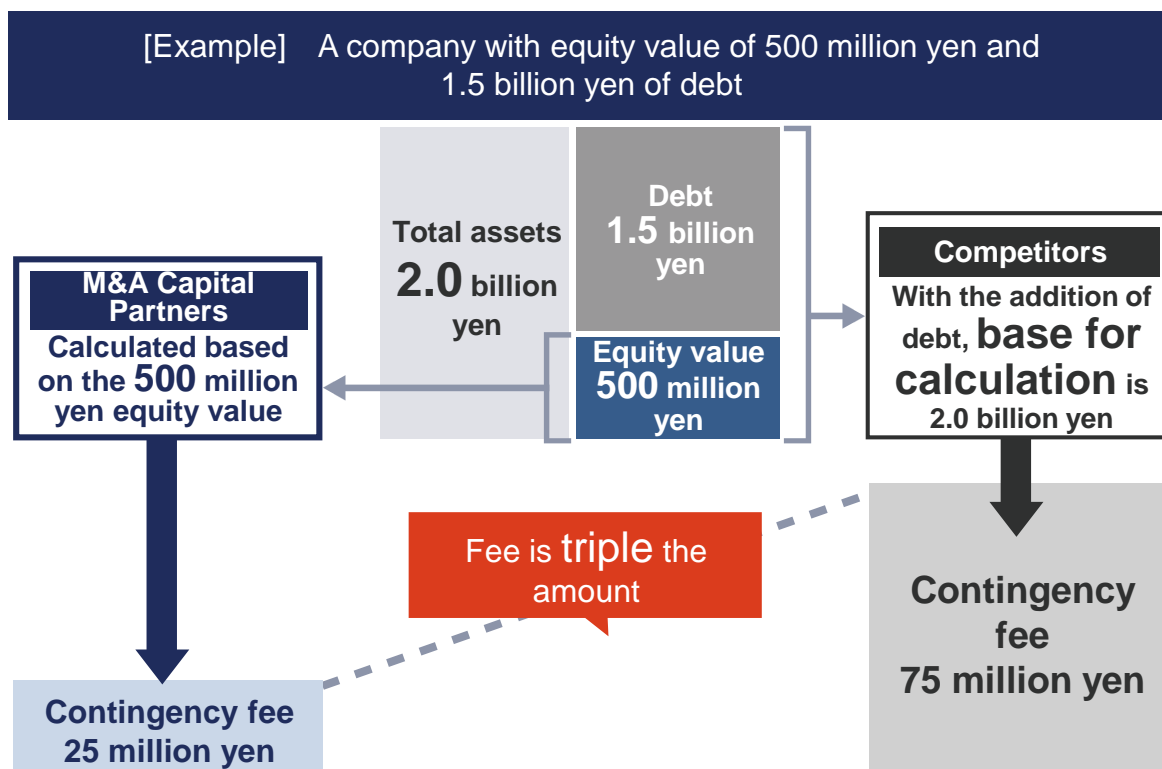 [Example] A company with equity value of 500 million yen and
1.5 billion yen of debt
Total assets
2.0 billion
yen
Debt
1.5 billion
yen
Equity value
500 million
yen
M&A Capital
Partners
Calculated based
on the 500 million
yen equity value
Competitors
With the addition of
debt, base for
calculation is
2.0 billion yen
Fee is triple the
amount
Contingency fee
25 million yen
Contingency
fee
75 million yen